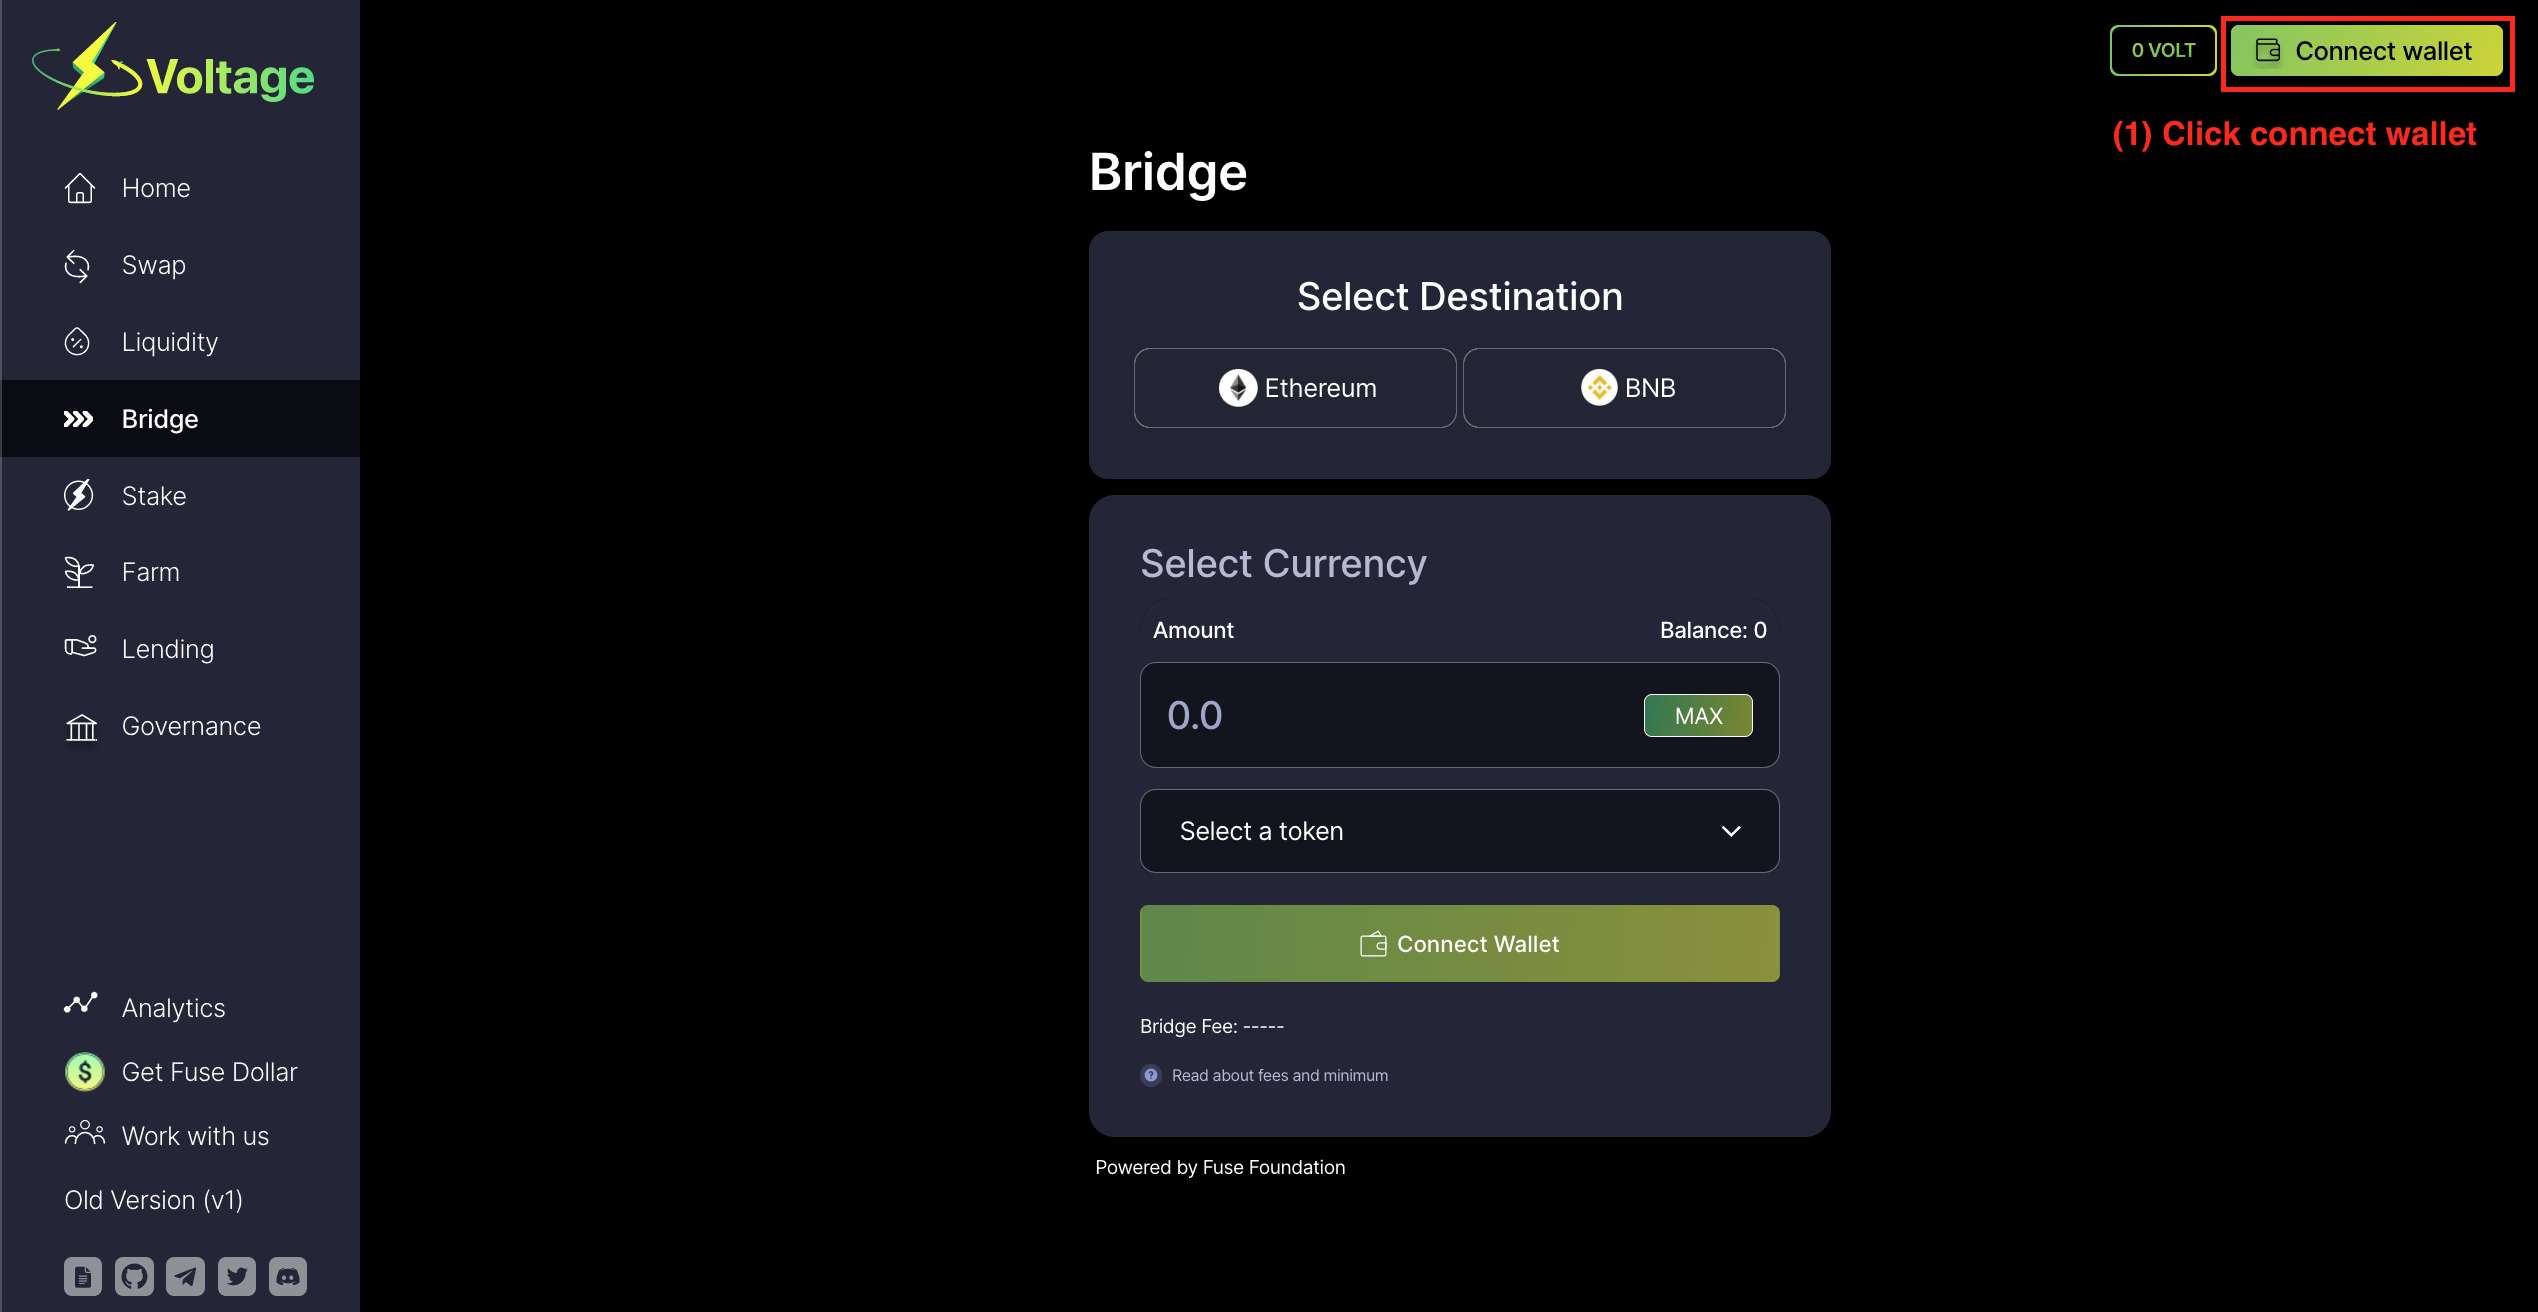 Voltage
Home
Swap
Liquidity
Bridge
Stake
Farm
Lending
Governance
Analytics
$
Get Fuse Dollar
Work with us
Old Version (v1)
0 VOLT
Connect wallet
(1) Click connect wallet
Bridge
Select Destination
Ethereum
BNB
Select Currency
Amount
Balance: 0
0.0
MAX
Select a token
Connect Wallet
Bridge Fee: -----
? Read about fees and minimum
Powered by Fuse Foundation